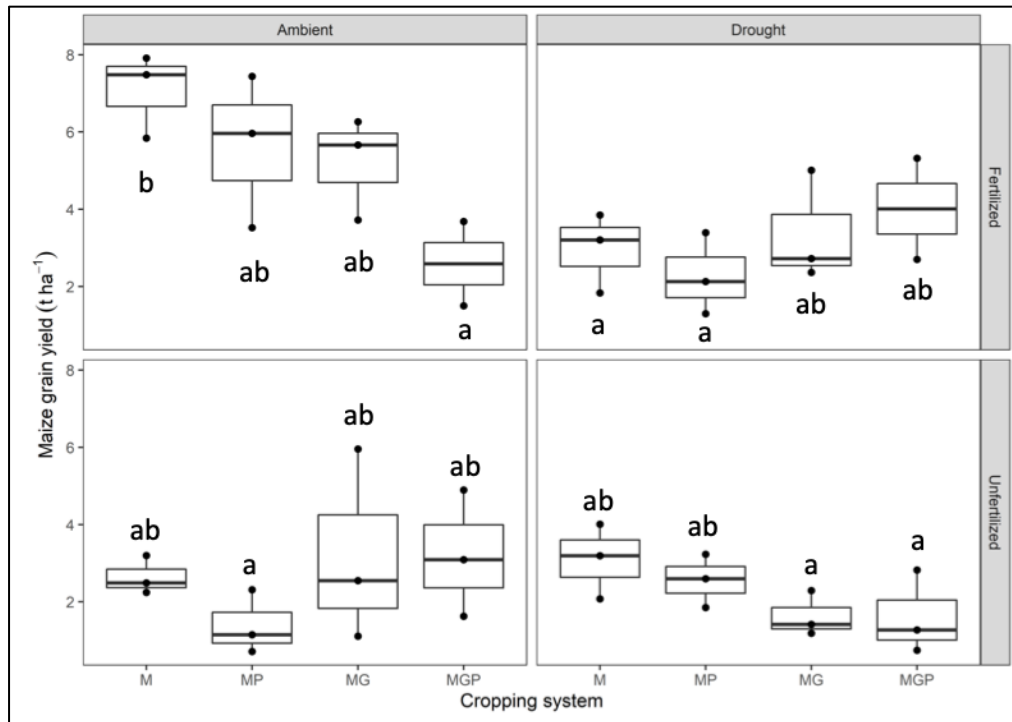 Ambient Drought
8
6
4
2
b
ab
ab
a
a
a
ab
ab
Fertilized
Maize grain yield (t ha⁻¹)
8
6
4
2
ab
a
ab
ab
ab
ab
a
a
Unfertilized
M MP MG MGP M MP MG MGP
Cropping system